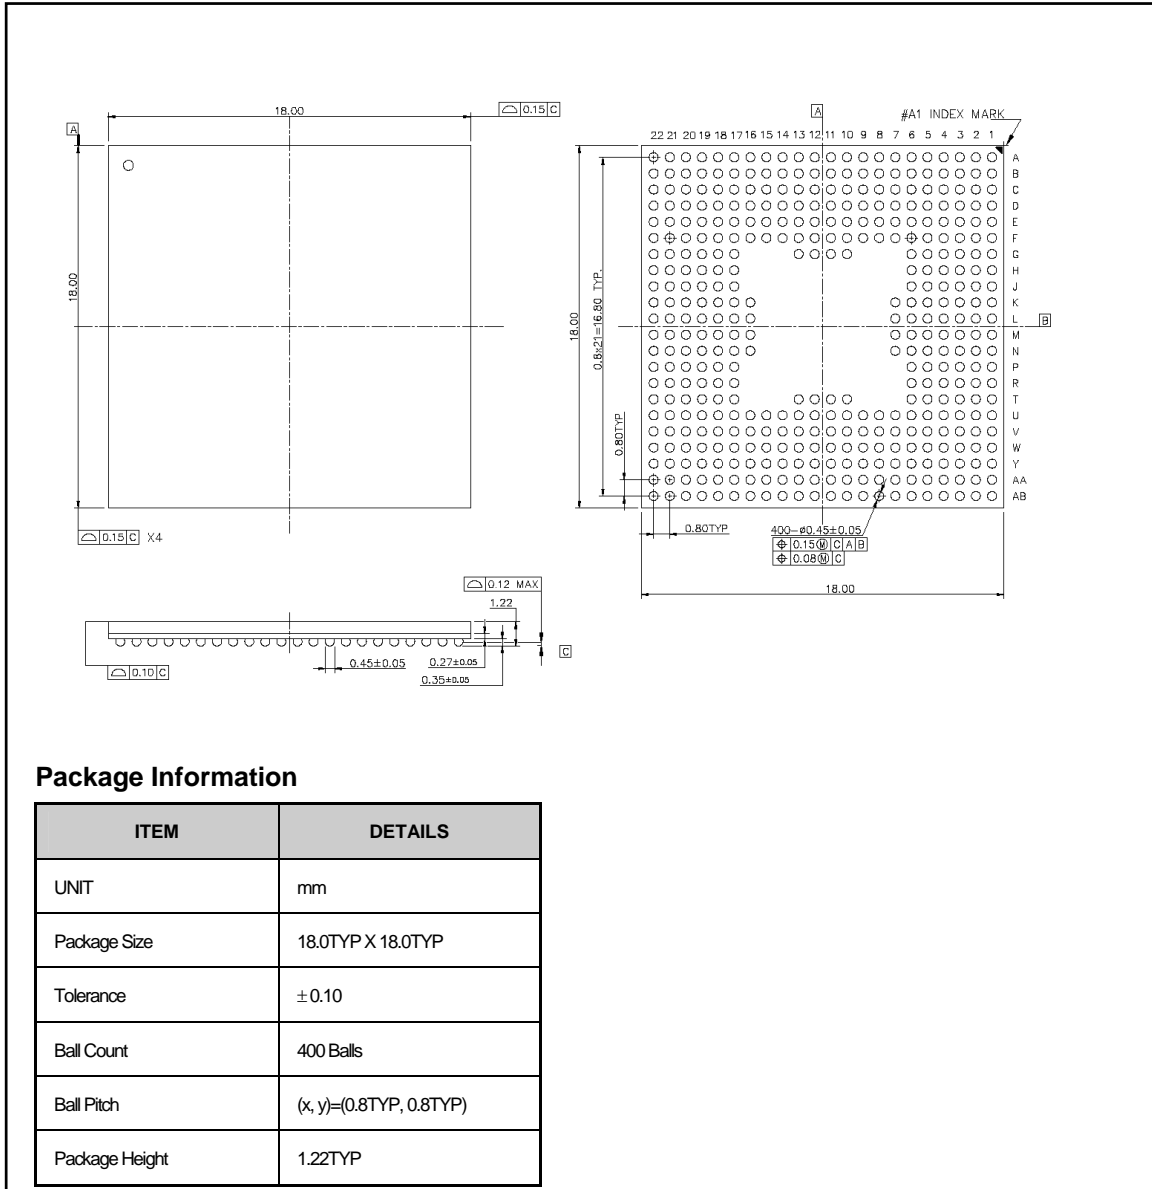 18.00
0.15 C
A
18.00
0.15 C X4
A
#A1 INDEX MARK
22 21 20 19 18 17 16 15 14 13 12 11 10 9 8 7 6 5 4 3 2 1
A
B
C
D
E
F
G
H
J
K
L
M
N
P
R
T
U
V
W
Y
AA
AB
B
18.00
0.8x21=16.80 TYP.
0.80TYP
0.80TYP
400-ø0.45±0.05
0.15 Ⓜ C A B
0.08 Ⓜ C
18.00
0.12 MAX
1.22
C
0.10 C
0.45±0.05
0.27±0.05
0.35±0.05
Package Information
ITEM DETAILS
UNIT mm
Package Size 18.0TYP X 18.0TYP
Tolerance ±0.10
Ball Count 400 Balls
Ball Pitch (x, y)=(0.8TYP, 0.8TYP)
Package Height 1.22TYP